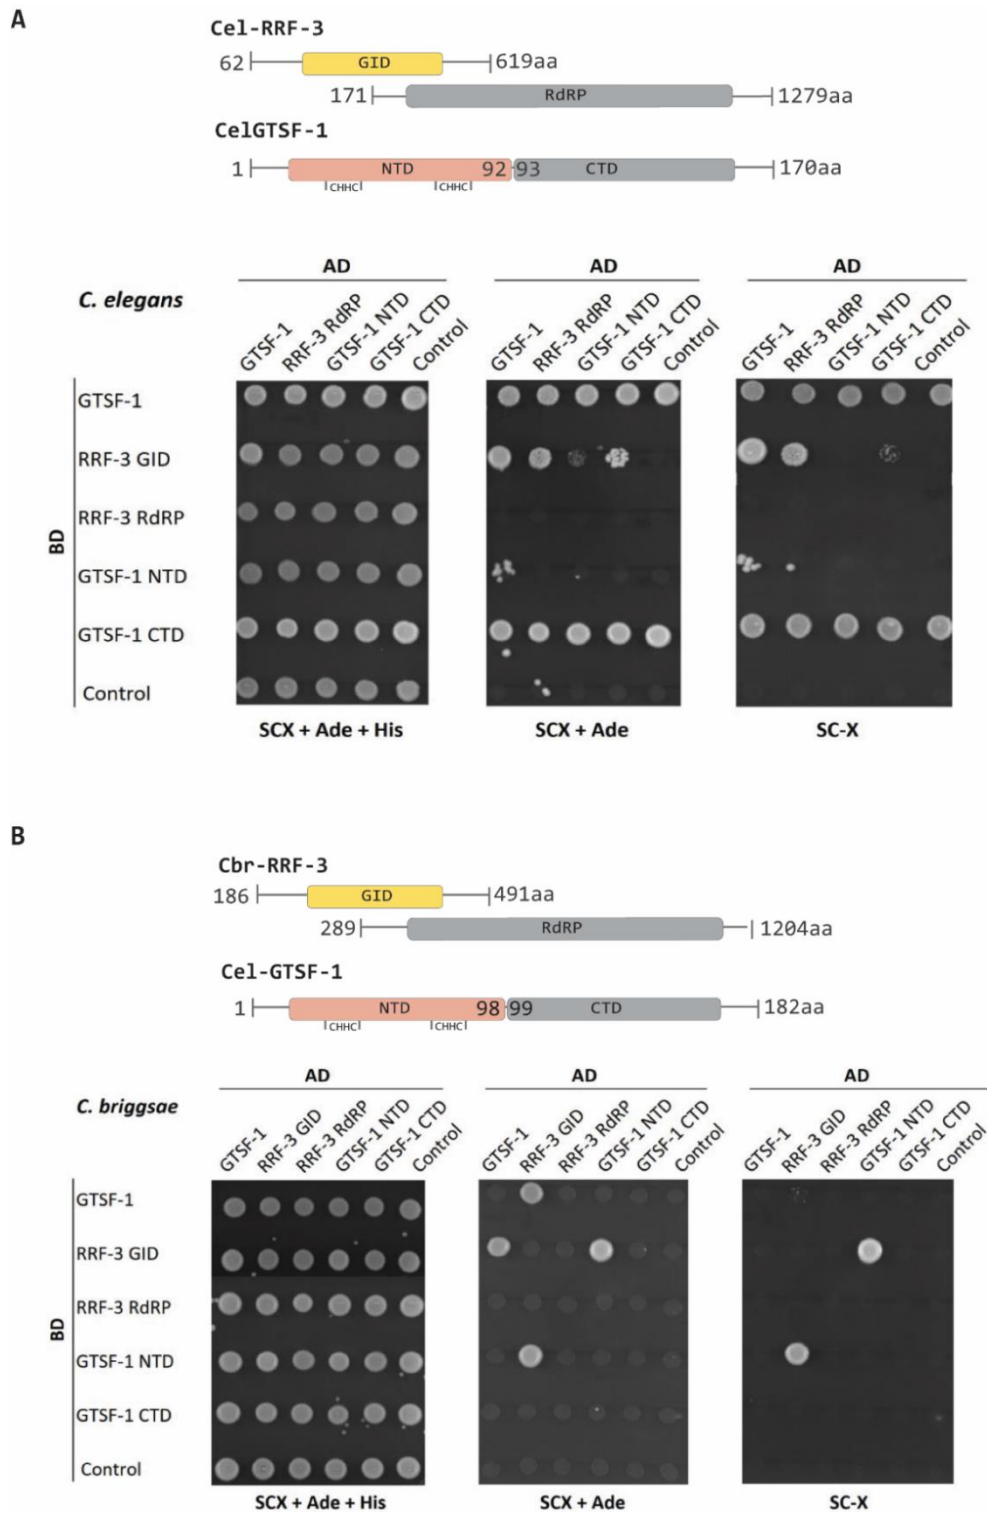 A
Cel-RRF-3
62 GID 619aa
171 RdRP 1279aa
CelGTSF-1
1 NTD 92 93 CTD 170aa
CHHC CHHC
AD AD AD
C. elegans
GTSF-1 RRF-3 RdRP GTSF-1 NTD GTSF-1 CTD Control
GTSF-1 RRF-3 RdRP GTSF-1 NTD GTSF-1 CTD Control
GTSF-1 RRF-3 RdRP GTSF-1 NTD GTSF-1 CTD Control
BD
GTSF-1
RRF-3 GID
RRF-3 RdRP
GTSF-1 NTD
GTSF-1 CTD
Control
SCX + Ade + His SCX + Ade SC-X
B
Cbr-RRF-3
186 GID 491aa
289 RdRP 1204aa
Cel-GTSF-1
1 NTD 98 99 CTD 182aa
CHHC CHHC
AD AD AD
C. briggsae
GTSF-1 RRF-3 GID RRF-3 RdRP GTSF-1 NTD GTSF-1 CTD Control
GTSF-1 RRF-3 GID RRF-3 RdRP GTSF-1 NTD GTSF-1 CTD Control
GTSF-1 RRF-3 GID RRF-3 RdRP GTSF-1 NTD GTSF-1 CTD Control
BD
GTSF-1
RRF-3 GID
RRF-3 RdRP
GTSF-1 NTD
GTSF-1 CTD
Control
SCX + Ade + His SCX + Ade SC-X